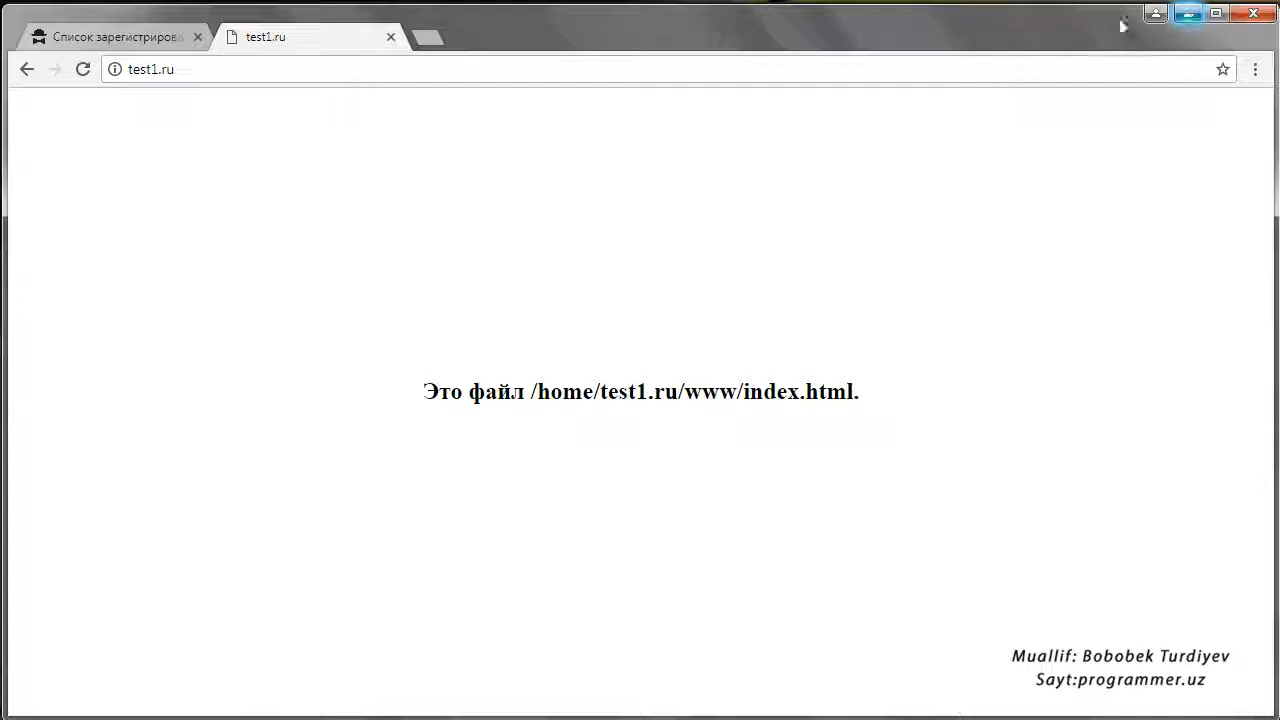 Список зарегистрирова
test1.ru
test1.ru
Это файл /home/test1.ru/www/index.html.
Muallif: Bobobek Turdiyev
Sayt:programmer.uz